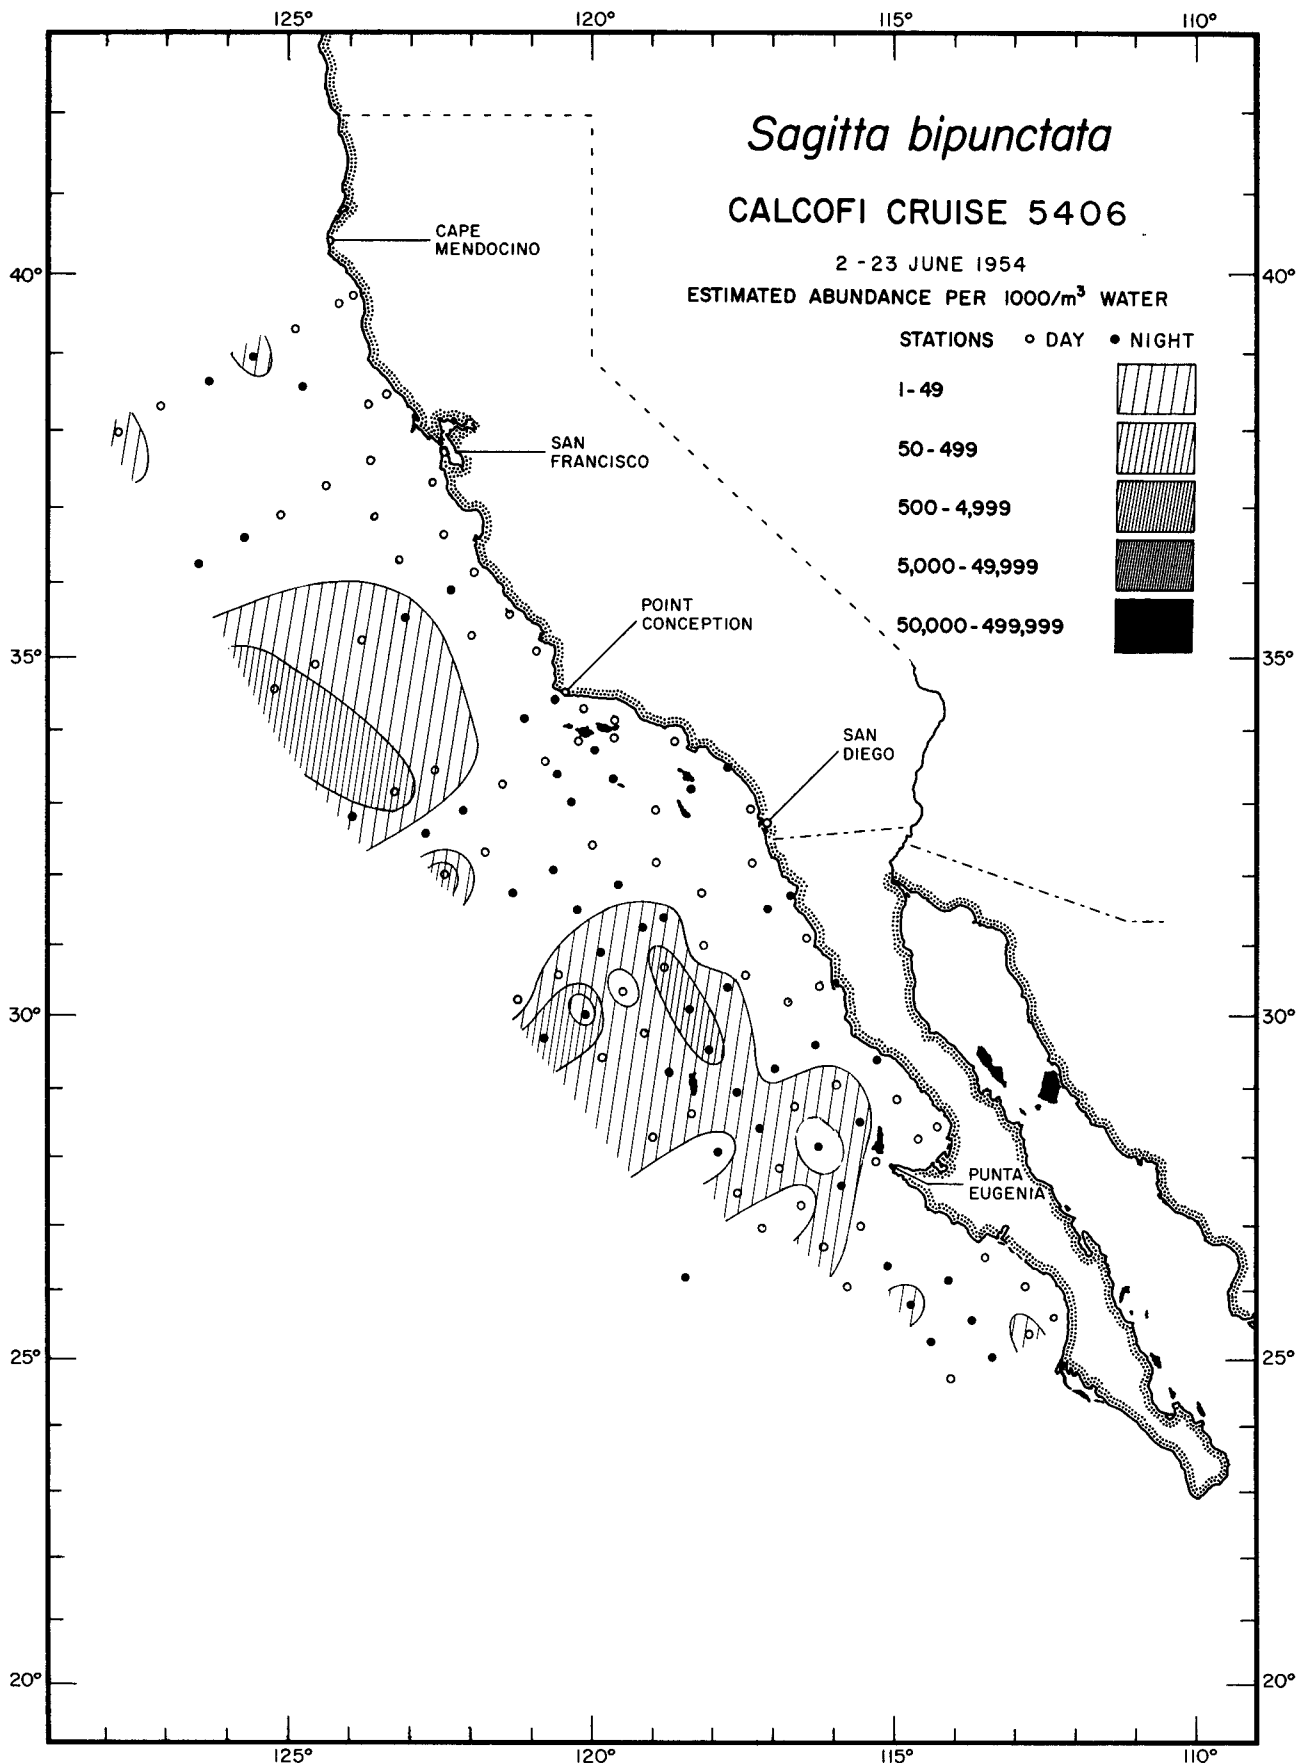 125° 120° 115° 110°
Sagitta bipunctata
CALCOFI CRUISE 5406
2 - 23 JUNE 1954
ESTIMATED ABUNDANCE PER 1000/m³ WATER
STATIONS ○ DAY ● NIGHT
1-49
50-499
500-4,999
5,000-49,999
50,000-499,999
CAPE
MENDOCINO
40° 40°
SAN
FRANCISCO
POINT
CONCEPTION
35° 35°
SAN
DIEGO
30° 30°
PUNTA
EUGENIA
25° 25°
20° 20°
125° 120° 115° 110°